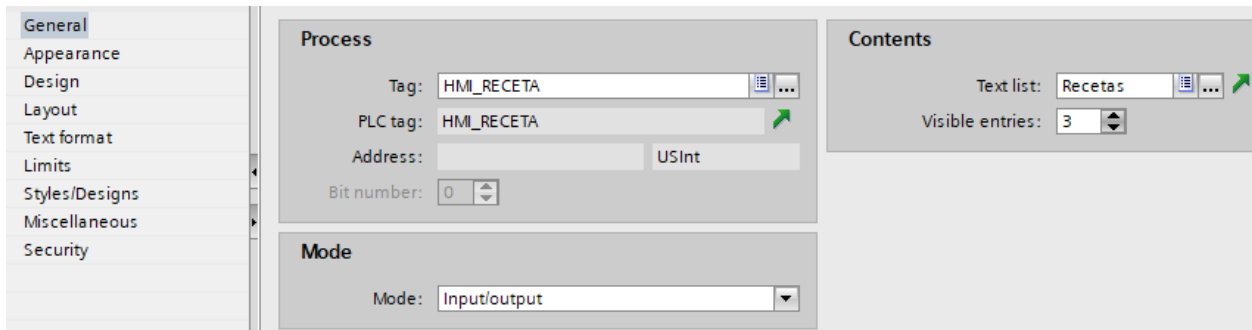 General
Appearance
Design
Layout
Text format
Limits
Styles/Designs
Miscellaneous
Security
Process
Tag: HMI_RECETA ...
PLC tag: HMI_RECETA
Address: USInt
Bit number: 0
Mode
Mode: Input/output
Contents
Text list: Recetas ...
Visible entries: 3